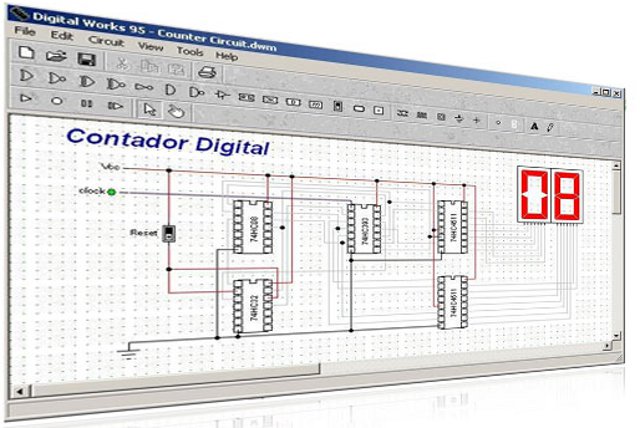 Digital Works 95 - Counter Circuit.dwm
File Edit Circuit View Tools Help
A
Contador Digital
Vcc
clock
Reset
74HC08
74HC393
74HC4511
74HC32
74HC4511
08